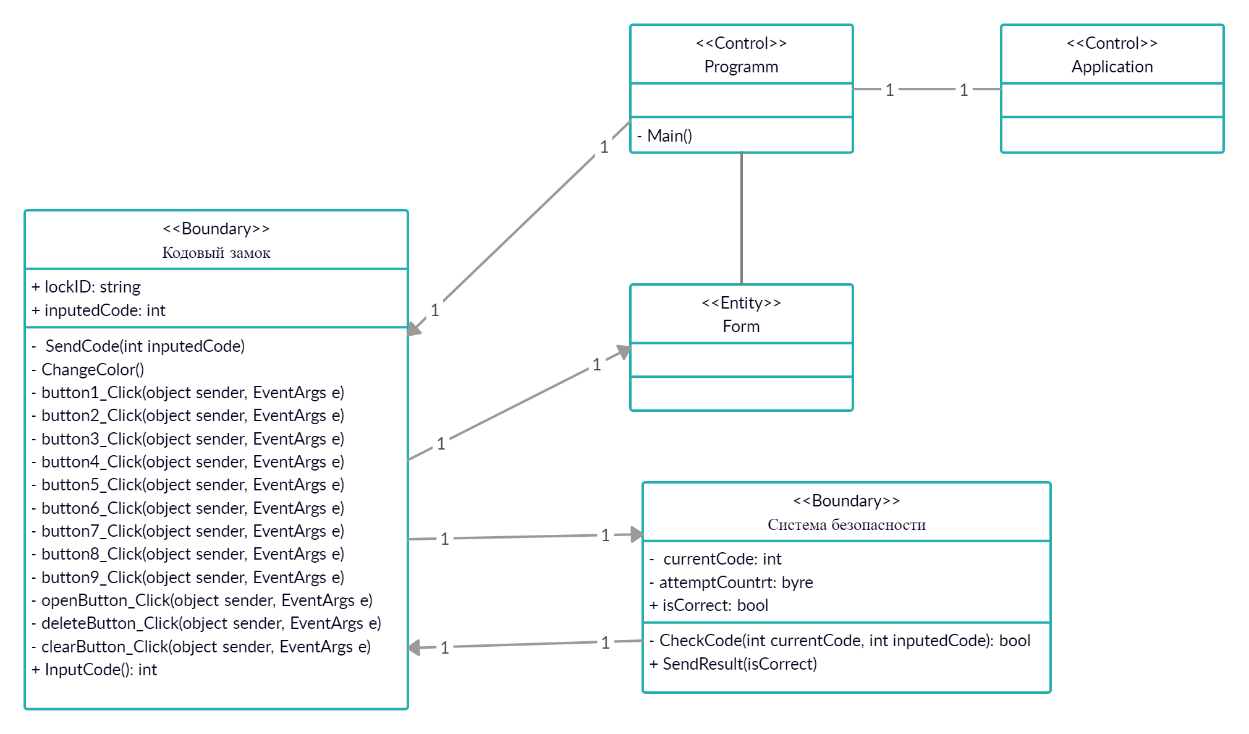 <<Control>>
Programm
- Main()
<<Control>>
Application
1
1
1
1
<<Boundary>>
Кодовый замок
+ lockID: string
+ inputedCode: int
- SendCode(int inputedCode)
- ChangeColor()
- button1_Click(object sender, EventArgs e)
- button2_Click(object sender, EventArgs e)
- button3_Click(object sender, EventArgs e)
- button4_Click(object sender, EventArgs e)
- button5_Click(object sender, EventArgs e)
- button6_Click(object sender, EventArgs e)
- button7_Click(object sender, EventArgs e)
- button8_Click(object sender, EventArgs e)
- button9_Click(object sender, EventArgs e)
- openButton_Click(object sender, EventArgs e)
- deleteButton_Click(object sender, EventArgs e)
- clearButton_Click(object sender, EventArgs e)
+ InputCode(): int
<<Entity>>
Form
1
1
1
1
1
1
<<Boundary>>
Система безопасности
- currentCode: int
- attemptCountrt: byre
+ isCorrect: bool
- CheckCode(int currentCode, int inputedCode): bool
+ SendResult(isCorrect)